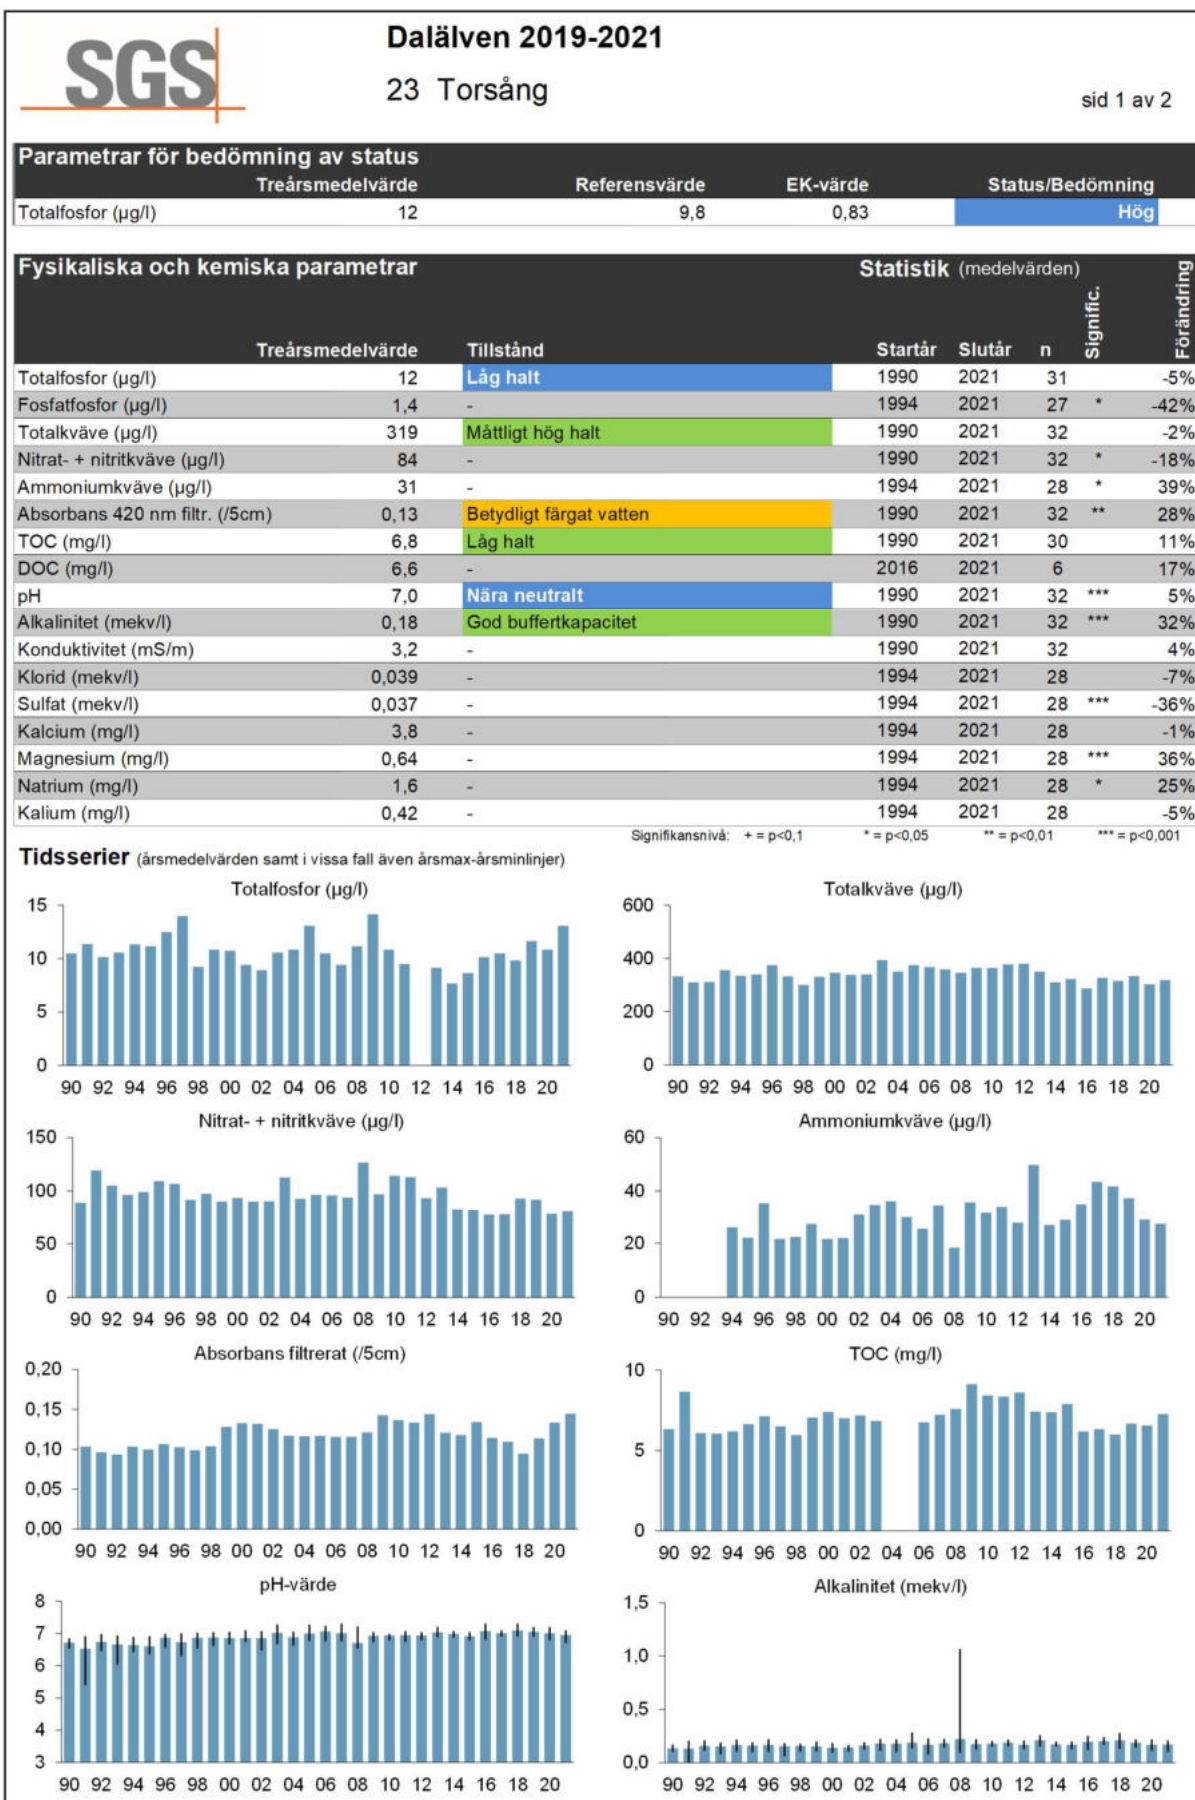 SGS
Dalälven 2019-2021
23 Torsång
sid 1 av 2
Parametrar för bedömning av status
Treårsmedelvärde Referensvärde EK-värde Status/Bedömning
Totalfosfor (µg/l) 12 9,8 0,83 Hög
Fysikaliska och kemiska parametrar Statistik (medelvärden)
Treårsmedelvärde Tillstånd Startår Slutår n Signific. Förändring
Totalfosfor (µg/l) 12 Låg halt 1990 2021 31 -5%
Fosfatfosfor (µg/l) 1,4 - 1994 2021 27 * -42%
Totalkväve (µg/l) 319 Måttligt hög halt 1990 2021 32 -2%
Nitrat- + nitritkväve (µg/l) 84 - 1990 2021 32 * -18%
Ammoniumkväve (µg/l) 31 - 1994 2021 28 * 39%
Absorbans 420 nm filtr. (/5cm) 0,13 Betydligt färgat vatten 1990 2021 32 ** 28%
TOC (mg/l) 6,8 Låg halt 1990 2021 30 11%
DOC (mg/l) 6,6 - 2016 2021 6 17%
pH 7,0 Nära neutralt 1990 2021 32 *** 5%
Alkalinitet (mekv/l) 0,18 God buffertkapacitet 1990 2021 32 *** 32%
Konduktivitet (mS/m) 3,2 - 1990 2021 32 4%
Klorid (mekv/l) 0,039 - 1994 2021 28 -7%
Sulfat (mekv/l) 0,037 - 1994 2021 28 *** -36%
Kalcium (mg/l) 3,8 - 1994 2021 28 -1%
Magnesium (mg/l) 0,64 - 1994 2021 28 *** 36%
Natrium (mg/l) 1,6 - 1994 2021 28 * 25%
Kalium (mg/l) 0,42 - 1994 2021 28 -5%
Signifikansnivå: + = p<0,1 * = p<0,05 ** = p<0,01 *** = p<0,001
Tidsserier (årsmedelvärden samt i vissa fall även årsmax-årsminlinjer)
Totalfosfor (µg/l)
15
10
5
0
90 92 94 96 98 00 02 04 06 08 10 12 14 16 18 20
Totalkväve (µg/l)
600
400
200
0
90 92 94 96 98 00 02 04 06 08 10 12 14 16 18 20
Nitrat- + nitritkväve (µg/l)
150
100
50
0
90 92 94 96 98 00 02 04 06 08 10 12 14 16 18 20
Ammoniumkväve (µg/l)
60
40
20
0
90 92 94 96 98 00 02 04 06 08 10 12 14 16 18 20
Absorbans filtrerat (/5cm)
0,20
0,15
0,10
0,05
0,00
90 92 94 96 98 00 02 04 06 08 10 12 14 16 18 20
TOC (mg/l)
10
5
0
90 92 94 96 98 00 02 04 06 08 10 12 14 16 18 20
pH-värde
8
7
6
5
4
3
90 92 94 96 98 00 02 04 06 08 10 12 14 16 18 20
Alkalinitet (mekv/l)
1,5
1,0
0,5
0,0
90 92 94 96 98 00 02 04 06 08 10 12 14 16 18 20